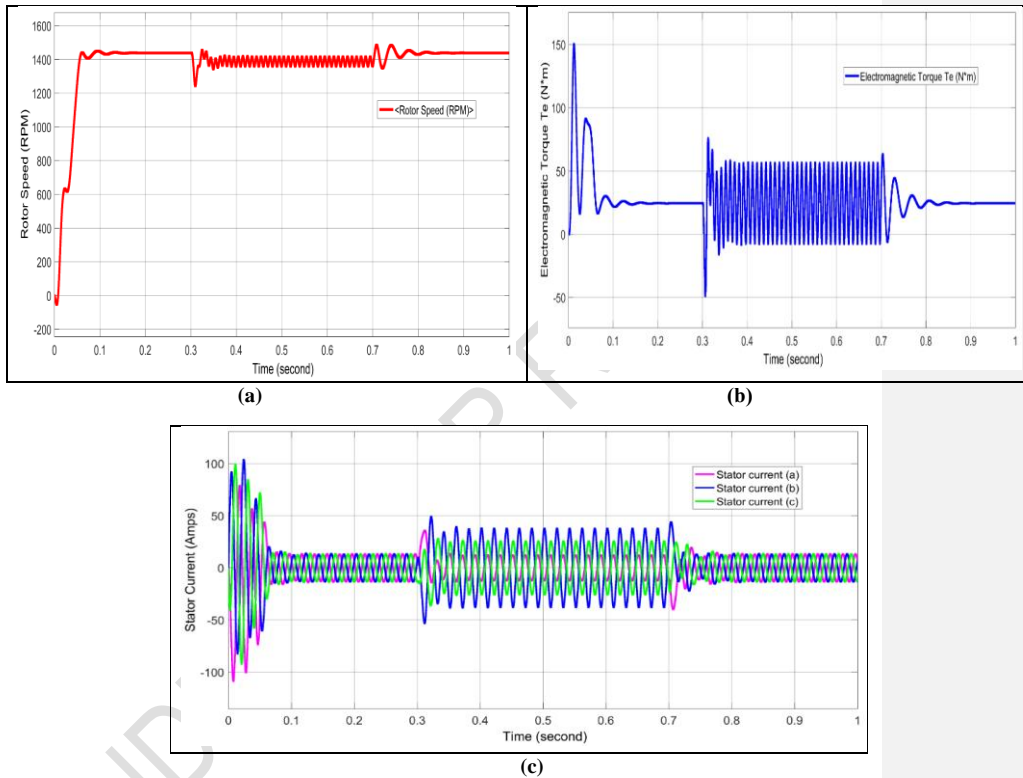 1600
1400
1200
1000
800
600
400
200
0
-200
Rotor Speed (RPM)
<Rotor Speed (RPM)>
0 0.1 0.2 0.3 0.4 0.5 0.6 0.7 0.8 0.9 1
Time (second)
(a)
150
100
50
0
-50
Electromagnetic Torque Te (N*m)
Electromagnetic Torque Te (N*m)
0 0.1 0.2 0.3 0.4 0.5 0.6 0.7 0.8 0.9 1
Time (second)
(b)
100
50
0
-50
-100
Stator Current (Amps)
Stator current (a)
Stator current (b)
Stator current (c)
0 0.1 0.2 0.3 0.4 0.5 0.6 0.7 0.8 0.9 1
Time (second)
(c)